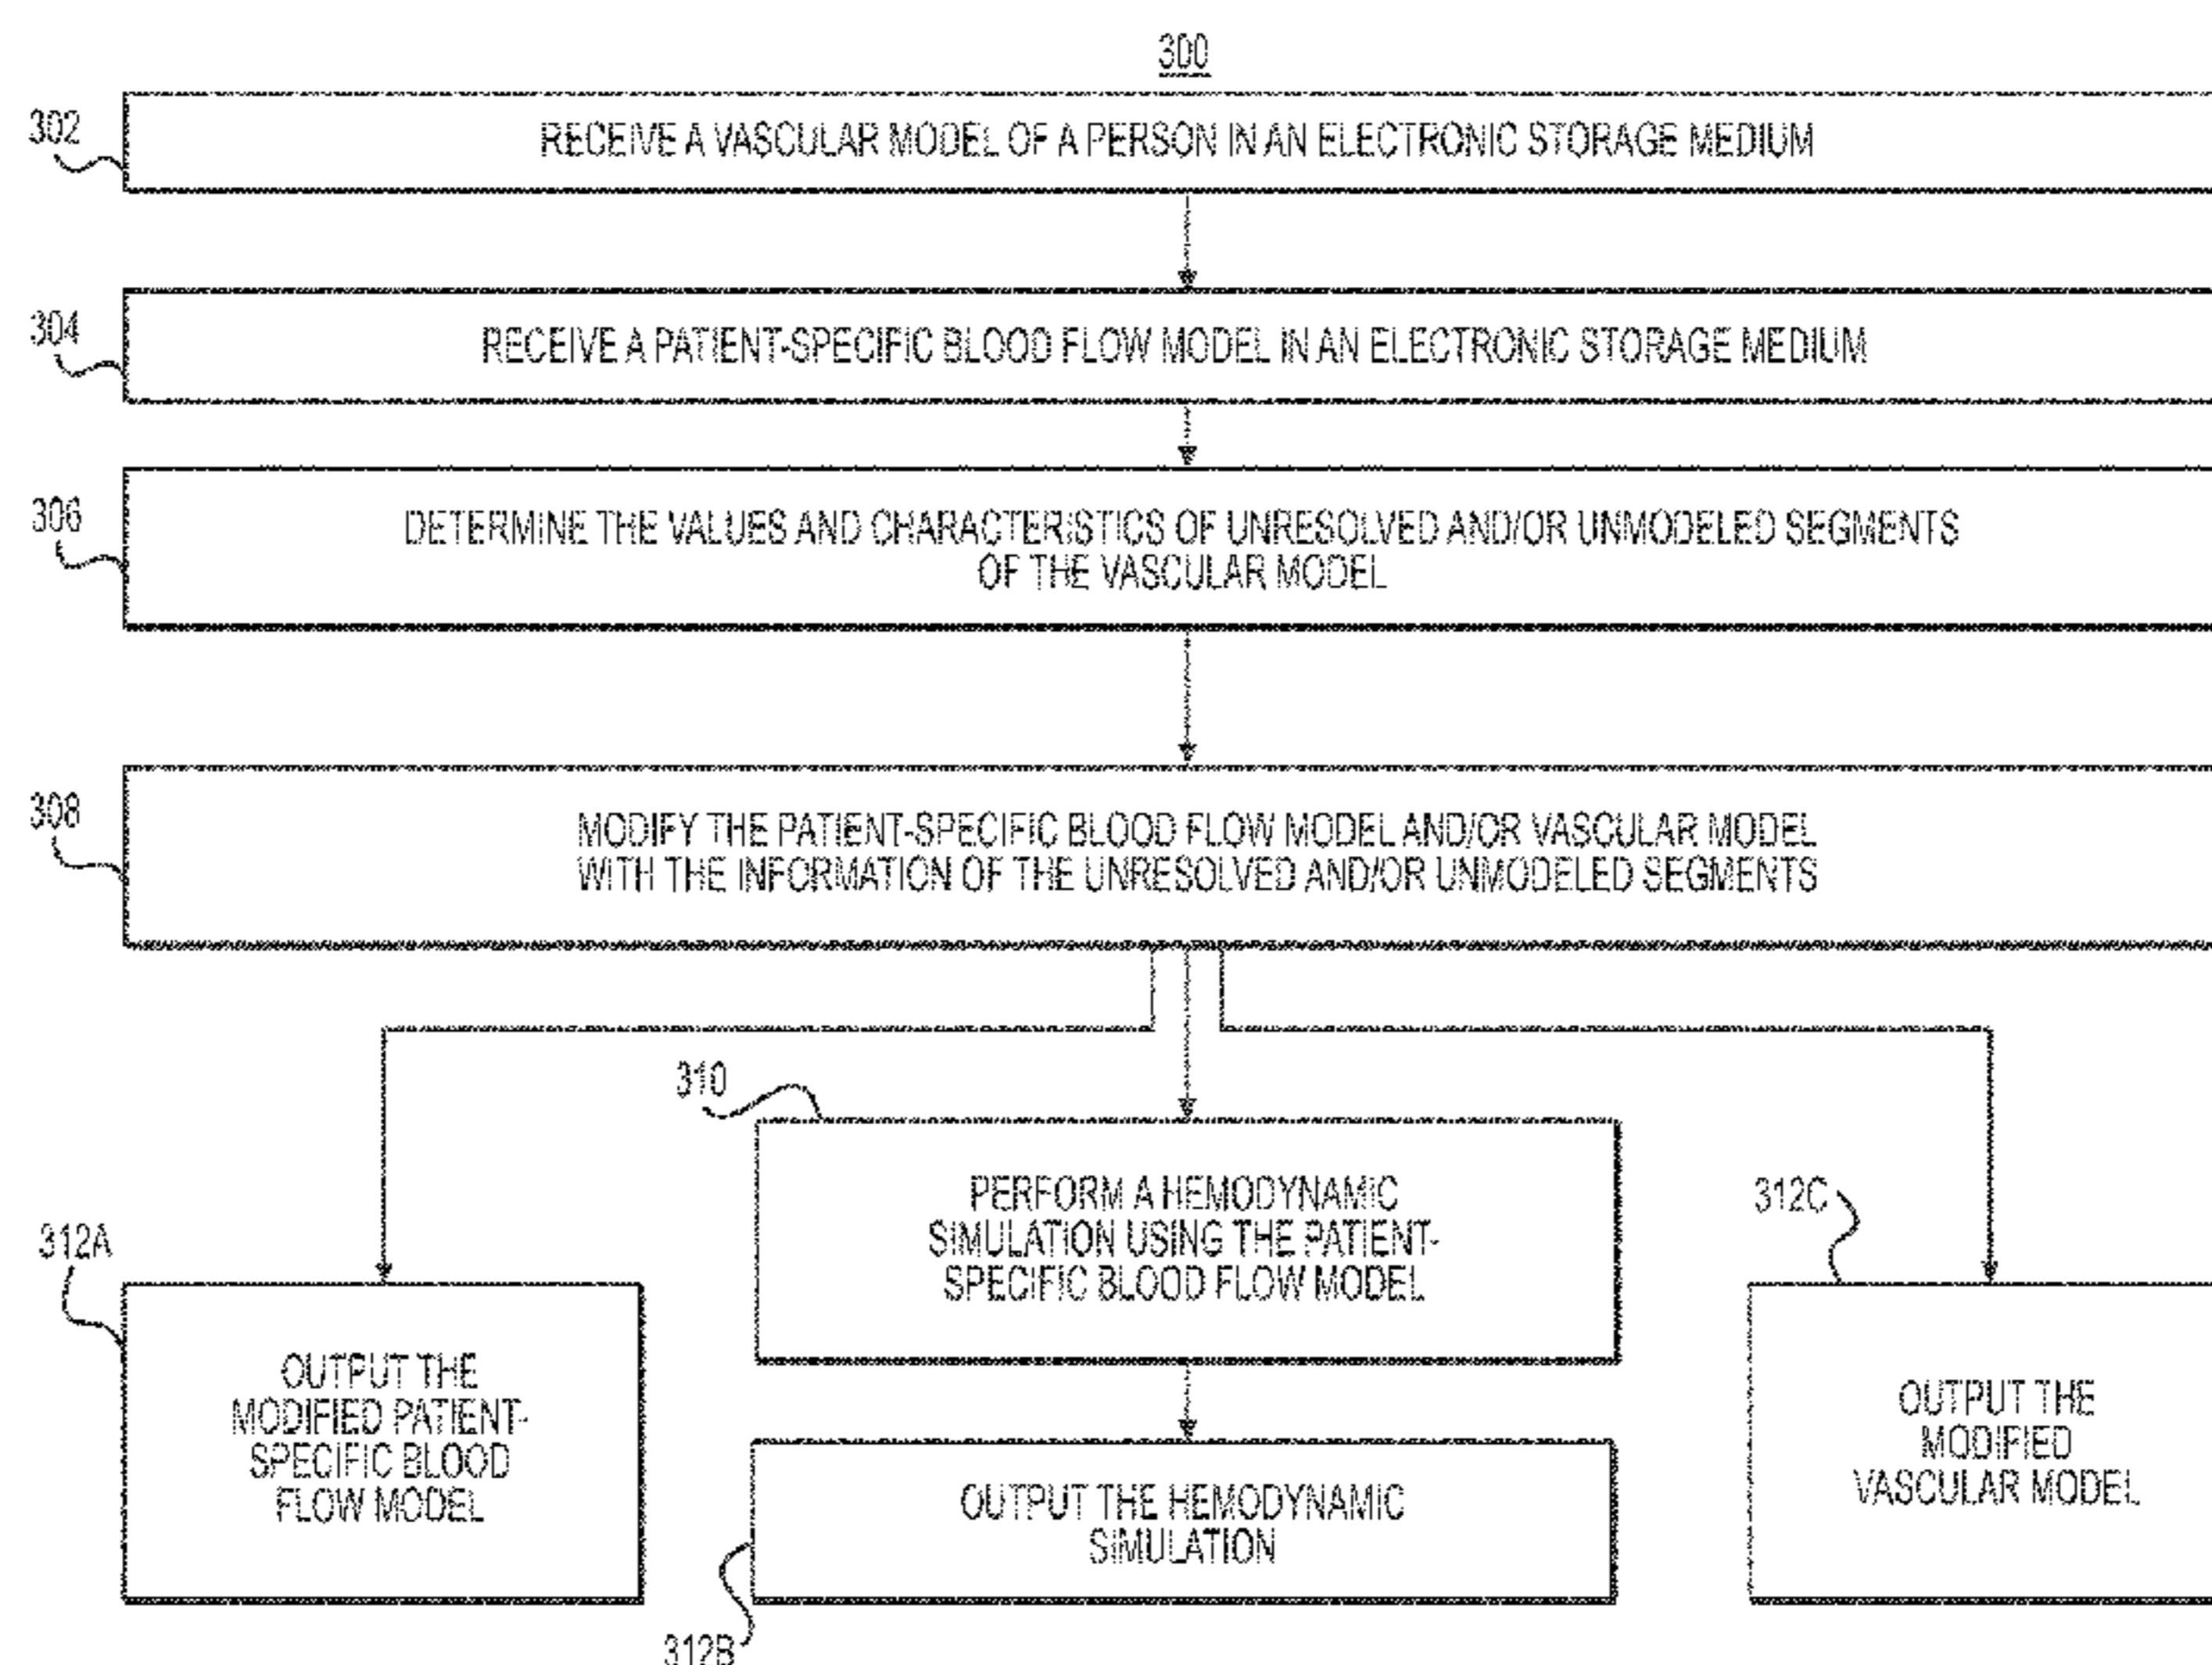 300
302
RECEIVE A VASCULAR MODEL OF A PERSON IN AN ELECTRONIC STORAGE MEDIUM
304
RECEIVE A PATIENT-SPECIFIC BLOOD FLOW MODEL IN AN ELECTRONIC STORAGE MEDIUM
306
DETERMINE THE VALUES AND CHARACTERISTICS OF UNRESOLVED AND/OR UNMODELED SEGMENTS
OF THE VASCULAR MODEL
308
MODIFY THE PATIENT-SPECIFIC BLOOD FLOW MODEL AND/OR VASCULAR MODEL
WITH THE INFORMATION OF THE UNRESOLVED AND/OR UNMODELED SEGMENTS
312A
OUTPUT THE
MODIFIED PATIENT-
SPECIFIC BLOOD
FLOW MODEL
310
PERFORM A HEMODYNAMIC
SIMULATION USING THE PATIENT-
SPECIFIC BLOOD FLOW MODEL
312B
OUTPUT THE HEMODYNAMIC
SIMULATION
312C
OUTPUT THE
MODIFIED
VASCULAR MODEL